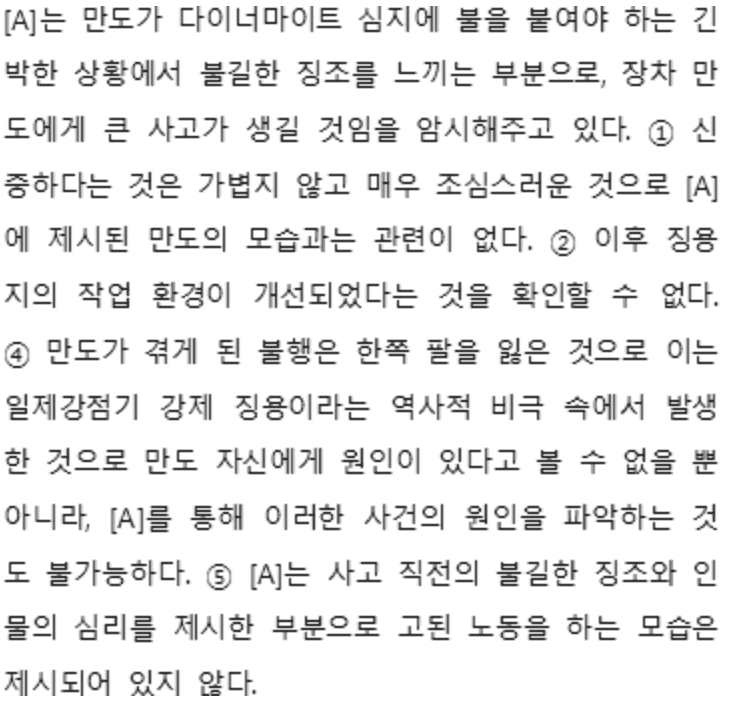 [A]는 만도가 다이너마이트 심지에 불을 붙여야 하는 긴
박한 상황에서 불길한 징조를 느끼는 부분으로, 장차 만
도에게 큰 사고가 생길 것임을 암시해주고 있다. ① 신
중하다는 것은 가볍지 않고 매우 조심스러운 것으로 [A]
에 제시된 만도의 모습과는 관련이 없다. ② 이후 징용
지의 작업 환경이 개선되었다는 것을 확인할 수 없다.
④ 만도가 겪게 된 불행은 한쪽 팔을 잃은 것으로 이는
일제강점기 강제 징용이라는 역사적 비극 속에서 발생
한 것으로 만도 자신에게 원인이 있다고 볼 수 없을 뿐
아니라, [A]를 통해 이러한 사건의 원인을 파악하는 것
도 불가능하다. ⑤ [A]는 사고 직전의 불길한 징조와 인
물의 심리를 제시한 부분으로 고된 노동을 하는 모습은
제시되어 있지 않다.